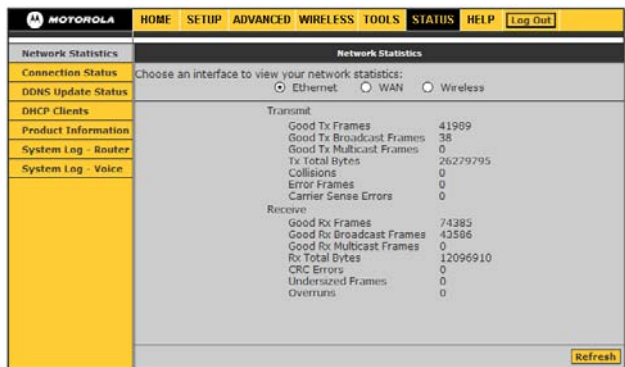 MOTOROLA
HOME SETUP ADVANCED WIRELESS TOOLS STATUS HELP Log Out
Network Statistics
Connection Status
DDNS Update Status
DHCP Clients
Product Information
System Log - Router
System Log - Voice
Network Statistics
Choose an interface to view your network statistics:
Ethernet WAN Wireless
Transmit
Good Tx Frames 41989
Good Tx Broadcast Frames 38
Good Tx Multicast Frames 0
Tx Total Bytes 26279795
Collisions 0
Error Frames 0
Carrier Sense Errors 0
Receive
Good Rx Frames 74385
Good Rx Broadcast Frames 43586
Good Rx Multicast Frames 0
Rx Total Bytes 12096910
CRC Errors 0
Undersized Frames 0
Overruns 0
Refresh